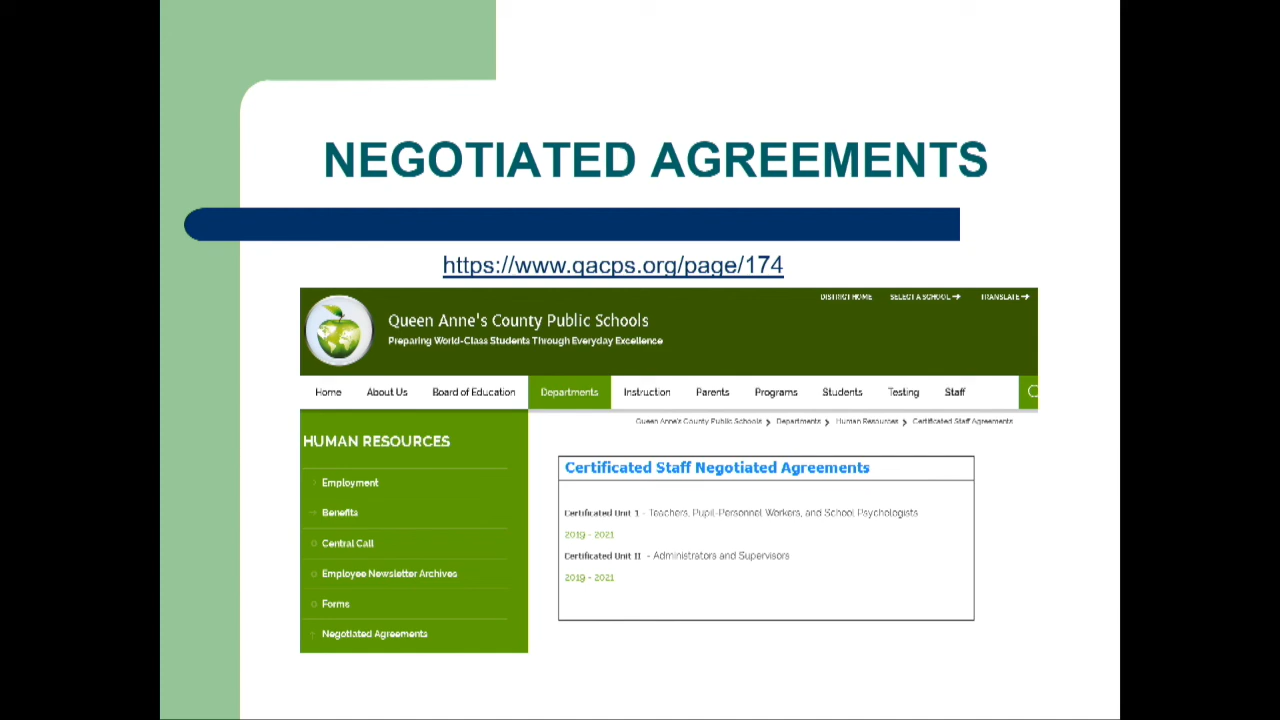 NEGOTIATED AGREEMENTS
https://www.qacps.org/page/174
DISTRICT HOME SELECT A SCHOOL TRANSLATE
Queen Anne's County Public Schools
Preparing World-Class Students Through Everyday Excellence
Home About Us Board of Education Departments Instruction Parents Programs Students Testing Staff
Queen Anne's County Public Schools Departments Human Resources Certificated Staff Agreements
HUMAN RESOURCES
Employment
Benefits
Central Call
Employee Newsletter Archives
Forms
Negotiated Agreements
Certificated Staff Negotiated Agreements
Certificated Unit 1 - Teachers, Pupil-Personnel Workers, and School Psychologists
2019 - 2021
Certificated Unit II - Administrators and Supervisors
2019 - 2021